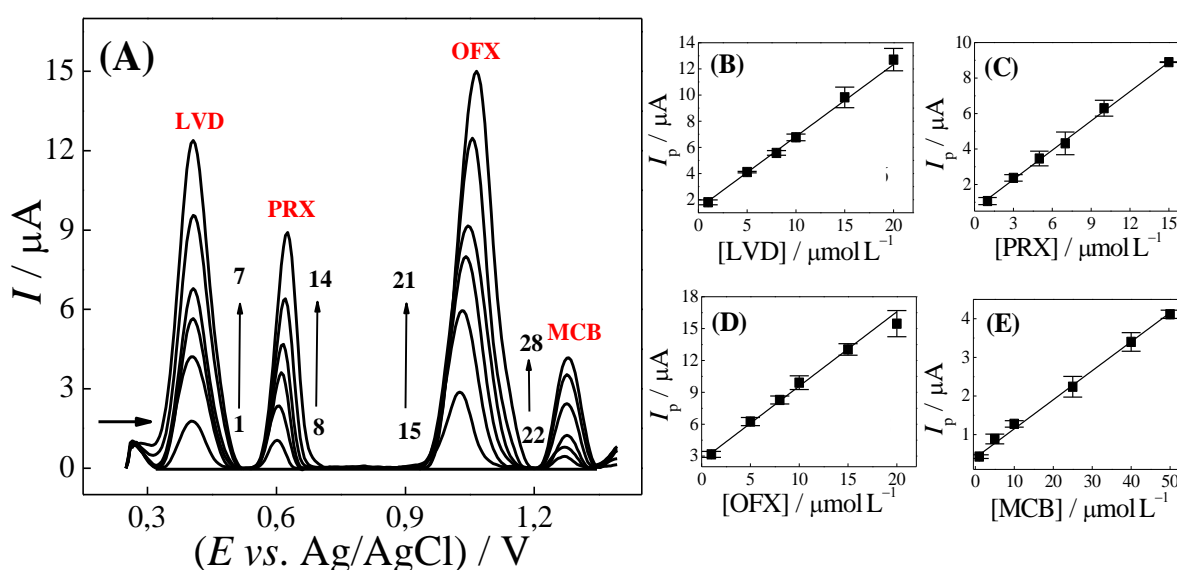 (A)
OFX
LVD
PRX
MCB
7
14
21
28
1
8
15
22
15
12
9
6
3
0
I / μA
0,3 0,6 0,9 1,2
(E vs. Ag/AgCl) / V
(B)
14
12
10
8
6
4
2
I_p / μA
0 5 10 15 20
[LVD] / μmol L⁻¹
(C)
10
8
6
4
2
I_p / μA
0 3 6 9 12 15
[PRX] / μmol L⁻¹
(D)
18
15
12
9
6
3
I_p / μA
0 5 10 15 20
[OFX] / μmol L⁻¹
(E)
4
3
2
1
I_p / μA
0 10 20 30 40 50
[MCB] / μmol L⁻¹